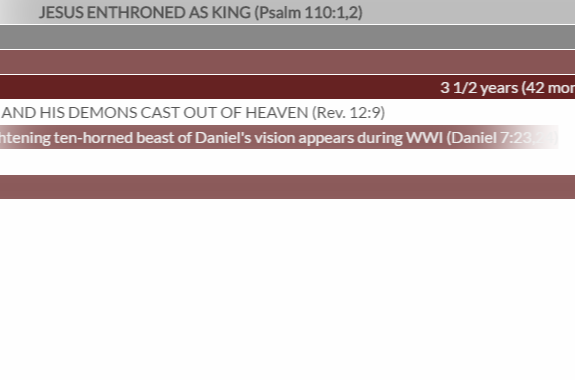 JESUS ENTHRONED AS KING (Psalm 110:1,2)
3 1/2 years (42 mon
AND HIS DEMONS CAST OUT OF HEAVEN (Rev. 12:9)
htening ten-horned beast of Daniel's vision appears during WWI (Daniel 7:23,